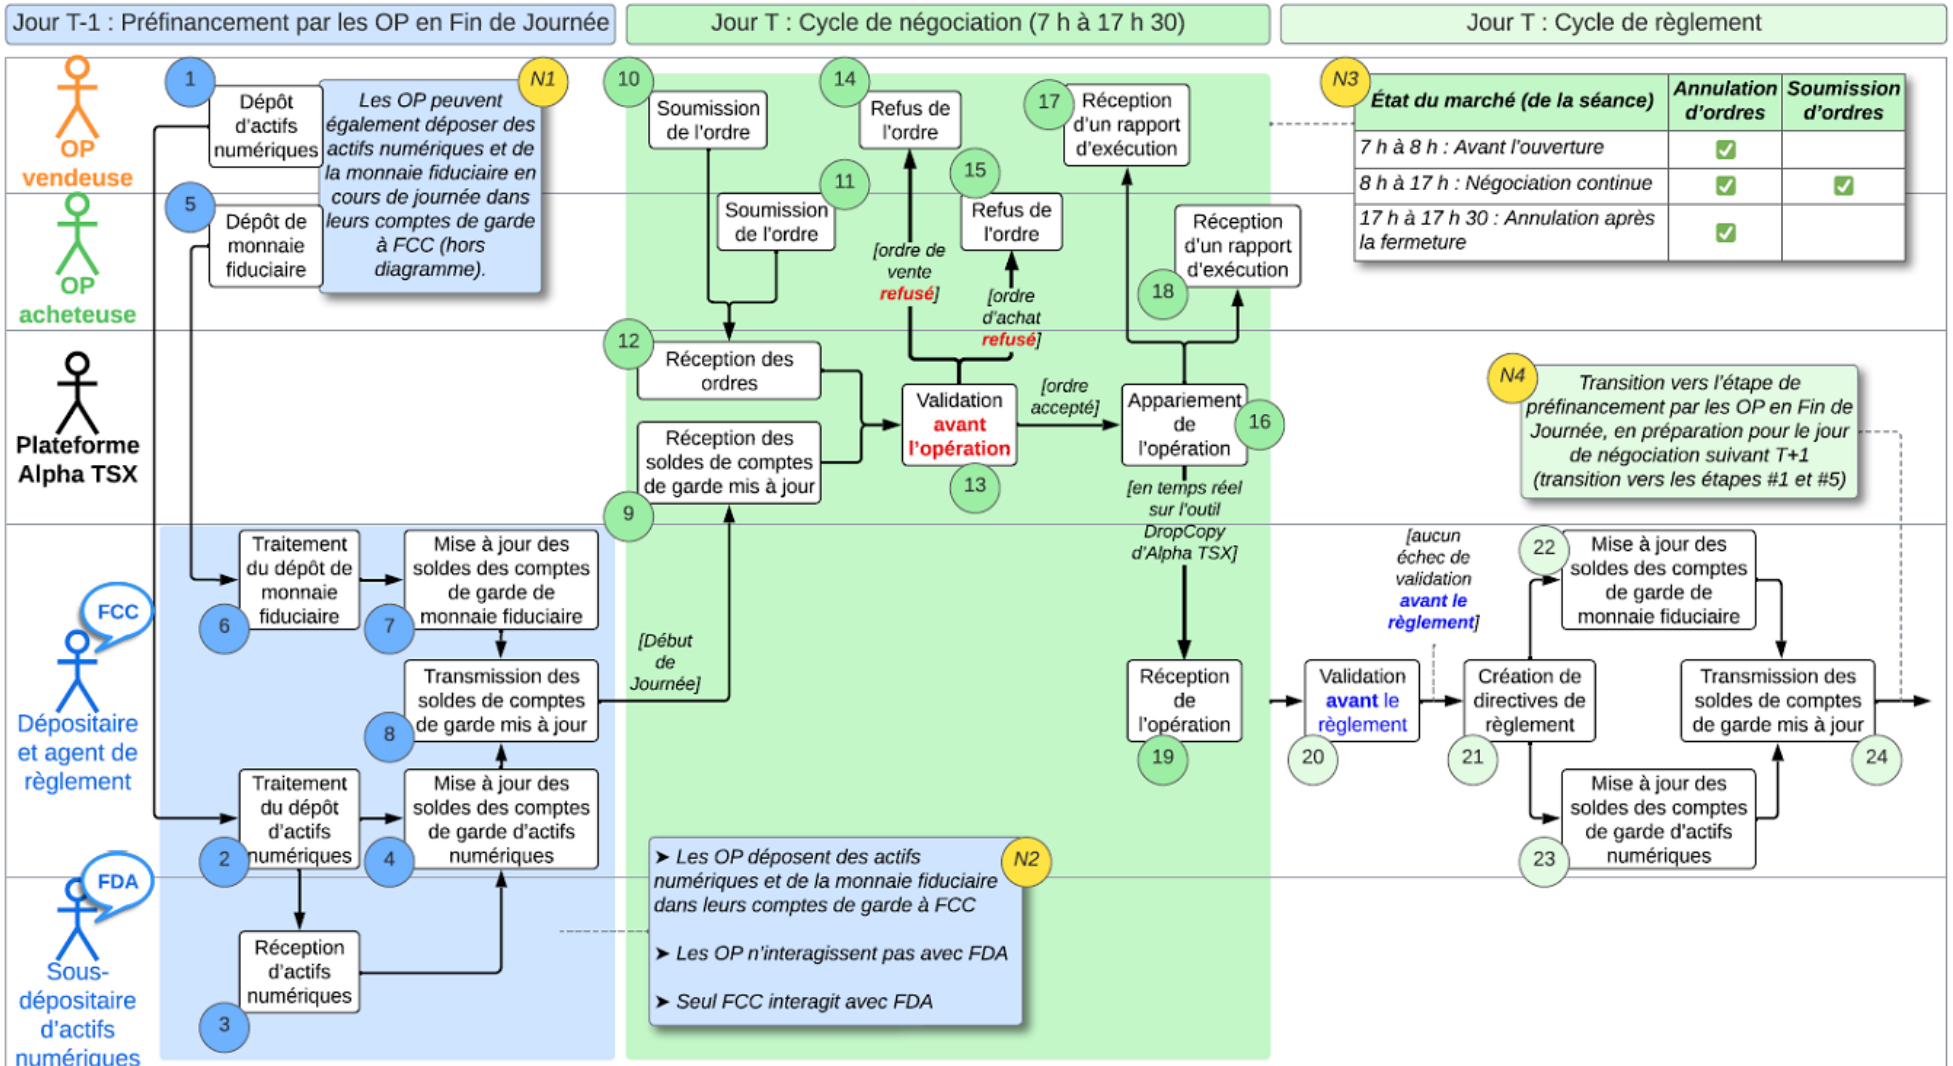 Jour T-1 : Préfinancement par les OP en Fin de Journée
Jour T : Cycle de négociation (7 h à 17 h 30)
Jour T : Cycle de règlement
OP
vendeuse
1
Dépôt
d'actifs
numériques
N1
Les OP peuvent
également déposer des
actifs numériques et de
la monnaie fiduciaire en
cours de journée dans
leurs comptes de garde
à FCC (hors
diagramme).
10
Soumission
de l'ordre
14
Refus de
l'ordre
17
Réception
d'un rapport
d'exécution
N3
État du marché (de la séance)
Annulation
d'ordres
Soumission
d'ordres
7 h à 8 h : Avant l'ouverture
✅
8 h à 17 h : Négociation continue
✅ ✅
17 h à 17 h 30 : Annulation après
la fermeture
✅
OP
acheteuse
5
Dépôt de
monnaie
fiduciaire
11
Soumission
de l'ordre
15
Refus de
l'ordre
[ordre de
vente
refusé]
[ordre
d'achat
refusé]
18
Réception
d'un rapport
d'exécution
Plateforme
Alpha TSX
12
Réception des
ordres
9
Réception des
soldes de comptes
de garde mis à jour
13
Validation
avant
l'opération
[ordre
accepté]
16
Appariement
de
l'opération
[en temps réel
sur l'outil
DropCopy
d'Alpha TSX]
N4
Transition vers l'étape de
préfinancement par les OP en Fin de
Journée, en préparation pour le jour
de négociation suivant T+1
(transition vers les étapes #1 et #5)
FCC
Dépositaire
et agent de
règlement
6
Traitement
du dépôt de
monnaie
fiduciaire
7
Mise à jour des
soldes des comptes
de garde de
monnaie fiduciaire
8
Transmission des
soldes de comptes
de garde mis à jour
[Début
de
Journée]
2
Traitement
du dépôt
d'actifs
numériques
4
Mise à jour des
soldes des comptes
de garde d'actifs
numériques
19
Réception
de
l'opération
20
Validation
avant le
règlement
[aucun
échec de
validation
avant le
règlement]
21
Création de
directives de
règlement
22
Mise à jour des
soldes des comptes
de garde de
monnaie fiduciaire
23
Mise à jour des
soldes des comptes
de garde d'actifs
numériques
24
Transmission des
soldes de comptes
de garde mis à jour
FDA
Sous-
dépositaire
d'actifs
numériques
3
Réception
d'actifs
numériques
N2
➤ Les OP déposent des actifs
numériques et de la monnaie fiduciaire
dans leurs comptes de garde à FCC
➤ Les OP n'interagissent pas avec FDA
➤ Seul FCC interagit avec FDA